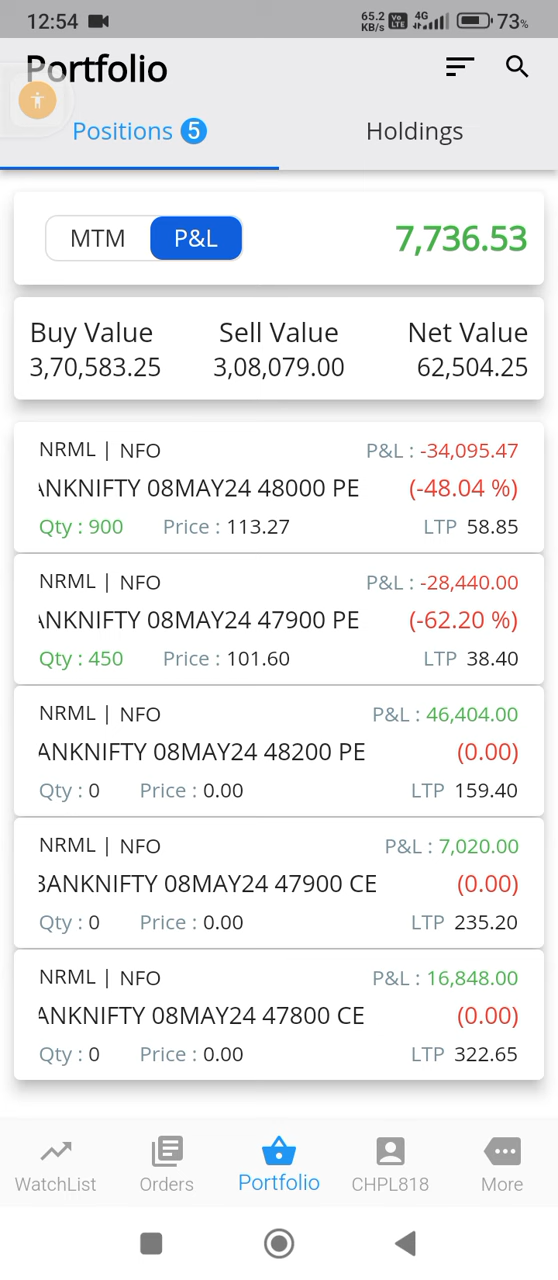 12:54 65.2 KB/s Vo LTE 4G 73%
Portfolio
Positions 5 Holdings
MTM P&L 7,736.53
Buy Value Sell Value Net Value
3,70,583.25 3,08,079.00 62,504.25
NRML | NFO P&L : -34,095.47
ANKNIFTY 08MAY24 48000 PE (-48.04 %)
Qty : 900 Price : 113.27 LTP 58.85
NRML | NFO P&L : -28,440.00
ANKNIFTY 08MAY24 47900 PE (-62.20 %)
Qty : 450 Price : 101.60 LTP 38.40
NRML | NFO P&L : 46,404.00
ANKNIFTY 08MAY24 48200 PE (0.00)
Qty : 0 Price : 0.00 LTP 159.40
NRML | NFO P&L : 7,020.00
BANKNIFTY 08MAY24 47900 CE (0.00)
Qty : 0 Price : 0.00 LTP 235.20
NRML | NFO P&L : 16,848.00
ANKNIFTY 08MAY24 47800 CE (0.00)
Qty : 0 Price : 0.00 LTP 322.65
WatchList Orders Portfolio CHPL818 More